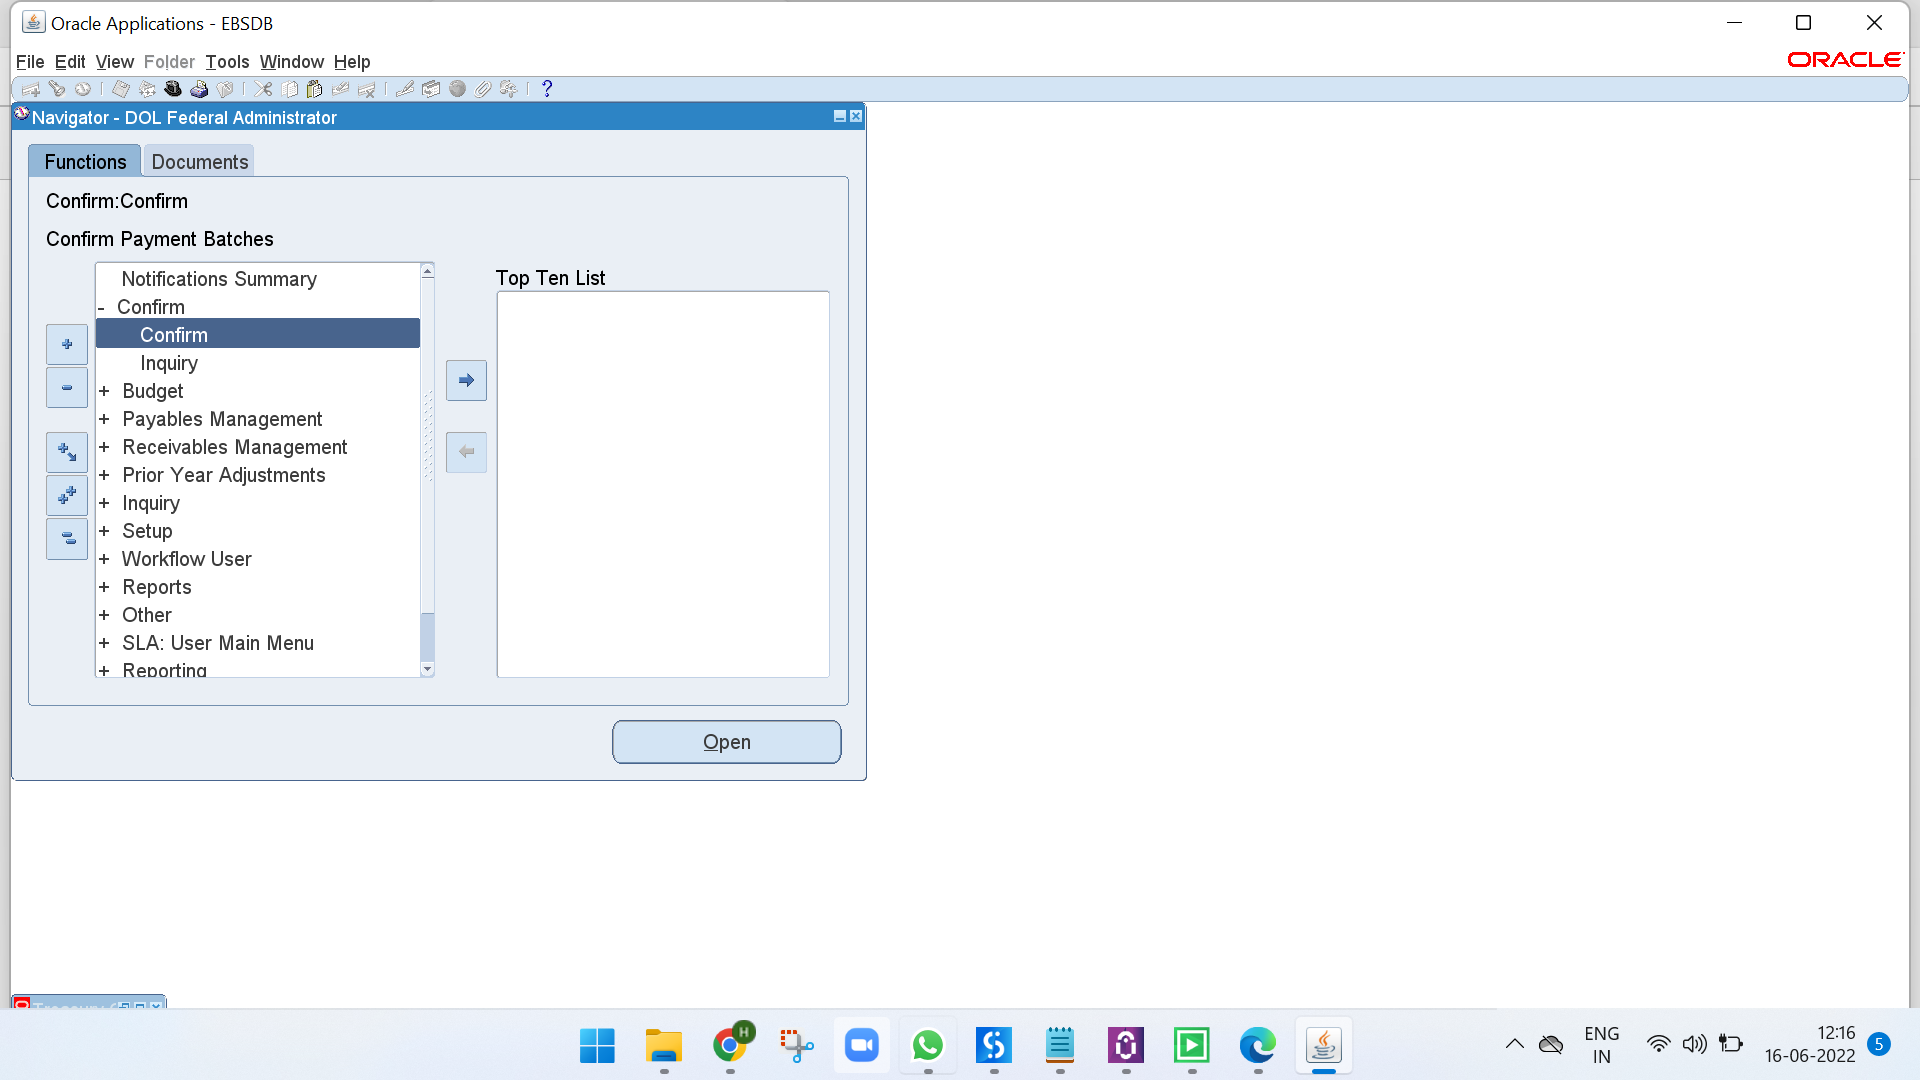 Oracle Applications - EBSDB
File Edit View Folder Tools Window Help
ORACLE
Navigator - DOL Federal Administrator
Functions Documents
Confirm:Confirm
Confirm Payment Batches
Notifications Summary
- Confirm
Confirm
Inquiry
+ Budget
+ Payables Management
+ Receivables Management
+ Prior Year Adjustments
+ Inquiry
+ Setup
+ Workflow User
+ Reports
+ Other
+ SLA: User Main Menu
+ Reporting
Top Ten List
Open
H
ENG
IN
12:16
16-06-2022
5